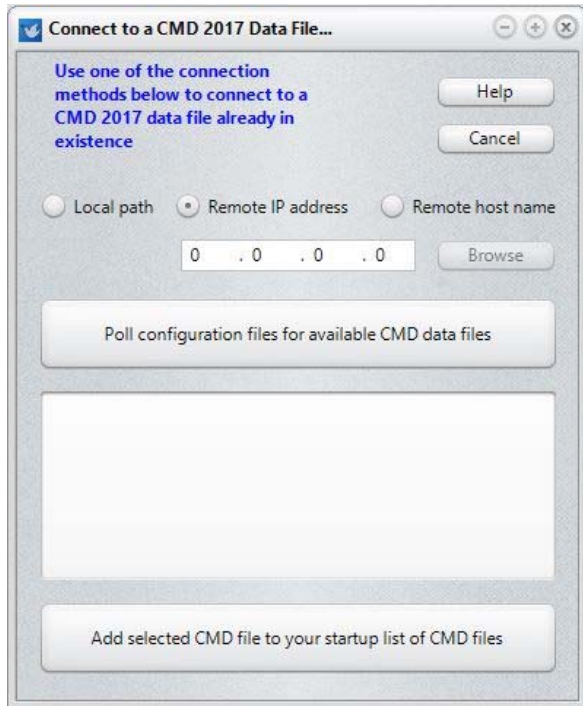 Connect to a CMD 2017 Data File...
Use one of the connection
methods below to connect to a
CMD 2017 data file already in
existence
Help
Cancel
Local path Remote IP address Remote host name
0 . 0 . 0 . 0 Browse
Poll configuration files for available CMD data files
Add selected CMD file to your startup list of CMD files